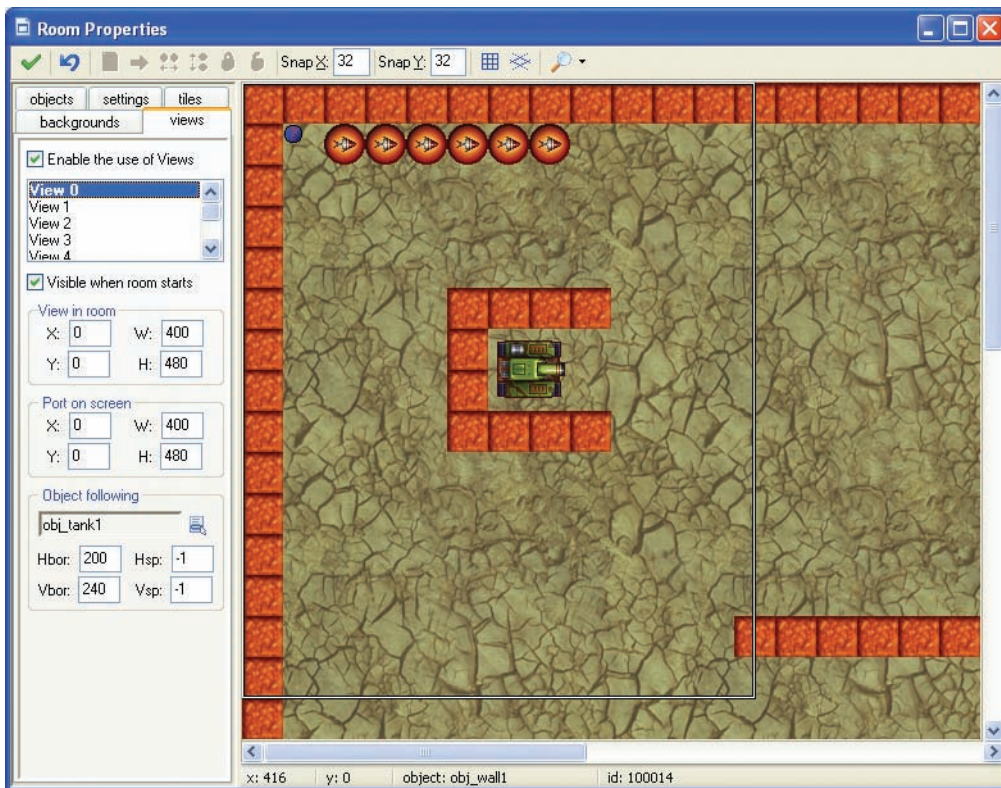 Room Properties
Snap X: 32 Snap Y: 32
objects settings tiles
backgrounds views
Enable the use of Views
View 0
View 1
View 2
View 3
View 4
Visible when room starts
View in room
X: 0 W: 400
Y: 0 H: 480
Port on screen
X: 0 W: 400
Y: 0 H: 480
Object following
obj_tank1
Hbor: 200 Hsp: -1
Vbor: 240 Vsp: -1
x: 416 y: 0 object: obj_wall1 id: 100014